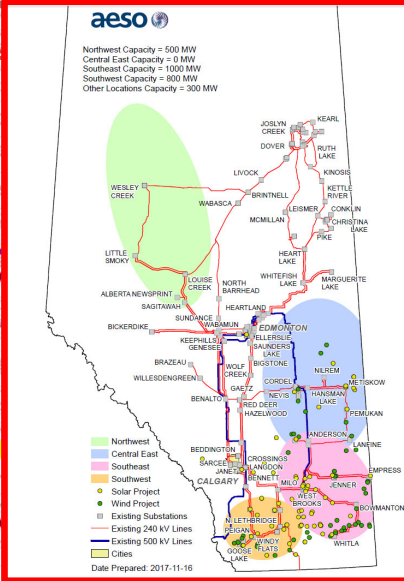 aeso
Northwest Capacity = 500 MW
Central East Capacity = 0 MW
Southeast Capacity = 1000 MW
Southwest Capacity = 800 MW
Other Locations Capacity = 300 MW
JOSLYN CREEK
KEARL
DOVER
RUTH LAKE
LIVOCK
KINOSIS
WESLEY CREEK
BRINTNELL
KETTLE RIVER
WABASCA
LEISMER
CONKLIN
MCMILLAN
CHRISTINA LAKE
PIKE
LITTLE SMOKY
HEART LAKE
LOUISE CREEK
NORTH BARRHEAD
WHITEFISH LAKE
MARGUERITE LAKE
ALBERTA NEWSPRINT
SAGITAWAH
HEARTLAND
SUNDANCE
BICKERDIKE
WABAMUN
EDMONTON
KEEPHILLS
ELLERSLIE
GENESEE
SAUNDERS LAKE
BRAZEAU
WOLF CREEK
BIGSTONE
NILREM
WILLESDENGREEN
CORDEL
METISKOW
GAETZ
NEVIS
HANSMAN LAKE
BENALTO
RED DEER
HAZELWOOD
PEMUKAN
ANDERSON
LANFINE
Northwest
Central East
Southeast
Southwest
Solar Project
Wind Project
Existing Substations
Existing 240 kV Lines
Existing 500 kV Lines
Cities
Date Prepared: 2017-11-16
BEDDINGTON
CROSSINGS
EMPRESS
SARCEE
LANGDON
JANET
BENNETT
MILO
JENNER
CALGARY
WEST BROOKS
BOWMANTON
N LETHBRIDGE
PEIGAN
WINDY FLATS
GOOSE LAKE
WHITLA